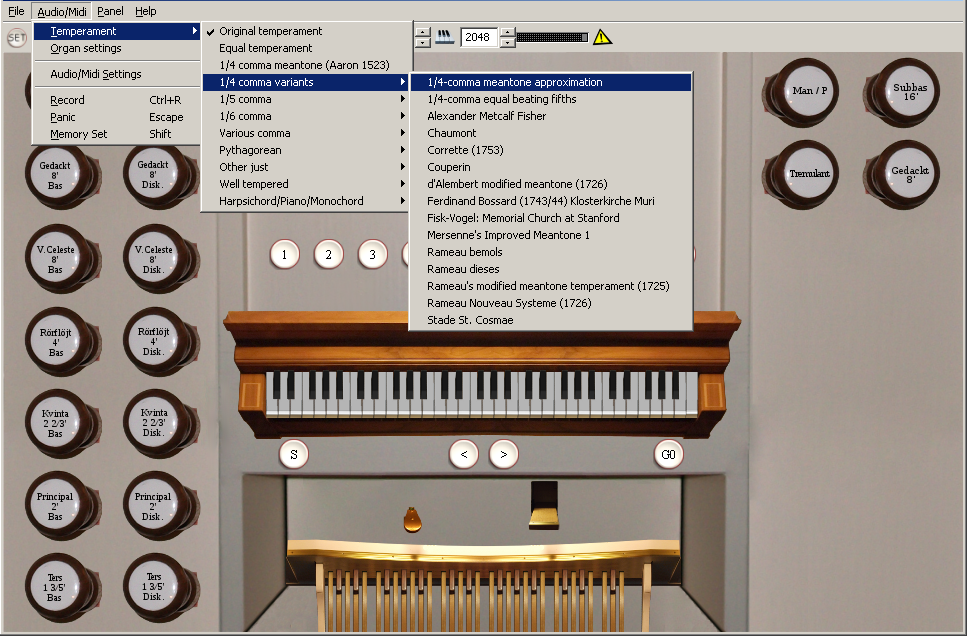 File Audio/Midi Panel Help
SET
2048
Temperament
Organ settings
Audio/Midi Settings
Record Ctrl+R
Panic Escape
Memory Set Shift
Original temperament
Equal temperament
1/4 comma meantone (Aaron 1523)
1/4 comma variants
1/5 comma
1/6 comma
Various comma
Pythagorean
Other just
Well tempered
Harpsichord/Piano/Monochord
1/4-comma meantone approximation
1/4-comma equal beating fifths
Alexander Metcalf Fisher
Chaumont
Corrette (1753)
Couperin
d'Alembert modified meantone (1726)
Ferdinand Bossard (1743/44) Klosterkirche Muri
Fisk-Vogel: Memorial Church at Stanford
Mersenne's Improved Meantone 1
Rameau bemols
Rameau dieses
Rameau's modified meantone temperament (1725)
Rameau Nouveau Systeme (1726)
Stade St. Cosmae
Gedackt
8'
Bas
Gedackt
8'
Disk.
V. Celeste
8'
Bas
V. Celeste
8'
Disk.
Rörflöjt
4'
Bas
Rörflöjt
4'
Disk.
Kvinta
2 2/3'
Bas
Kvinta
2 2/3'
Disk.
Principal
2'
Bas
Principal
2'
Disk.
Ters
1 3/5'
Bas
Ters
1 3/5'
Disk.
1 2 3
S < > G0
Man / P
Subbas
16'
Tremulant
Gedackt
8'